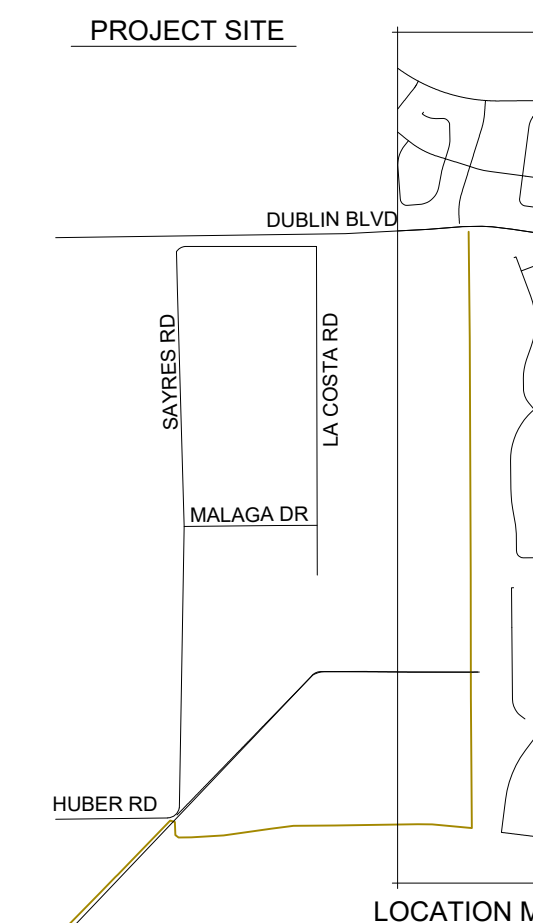 PROJECT SITE
DUBLIN BLVD
SAYRES RD
LA COSTA RD
MALAGA DR
HUBER RD
LOCATION M